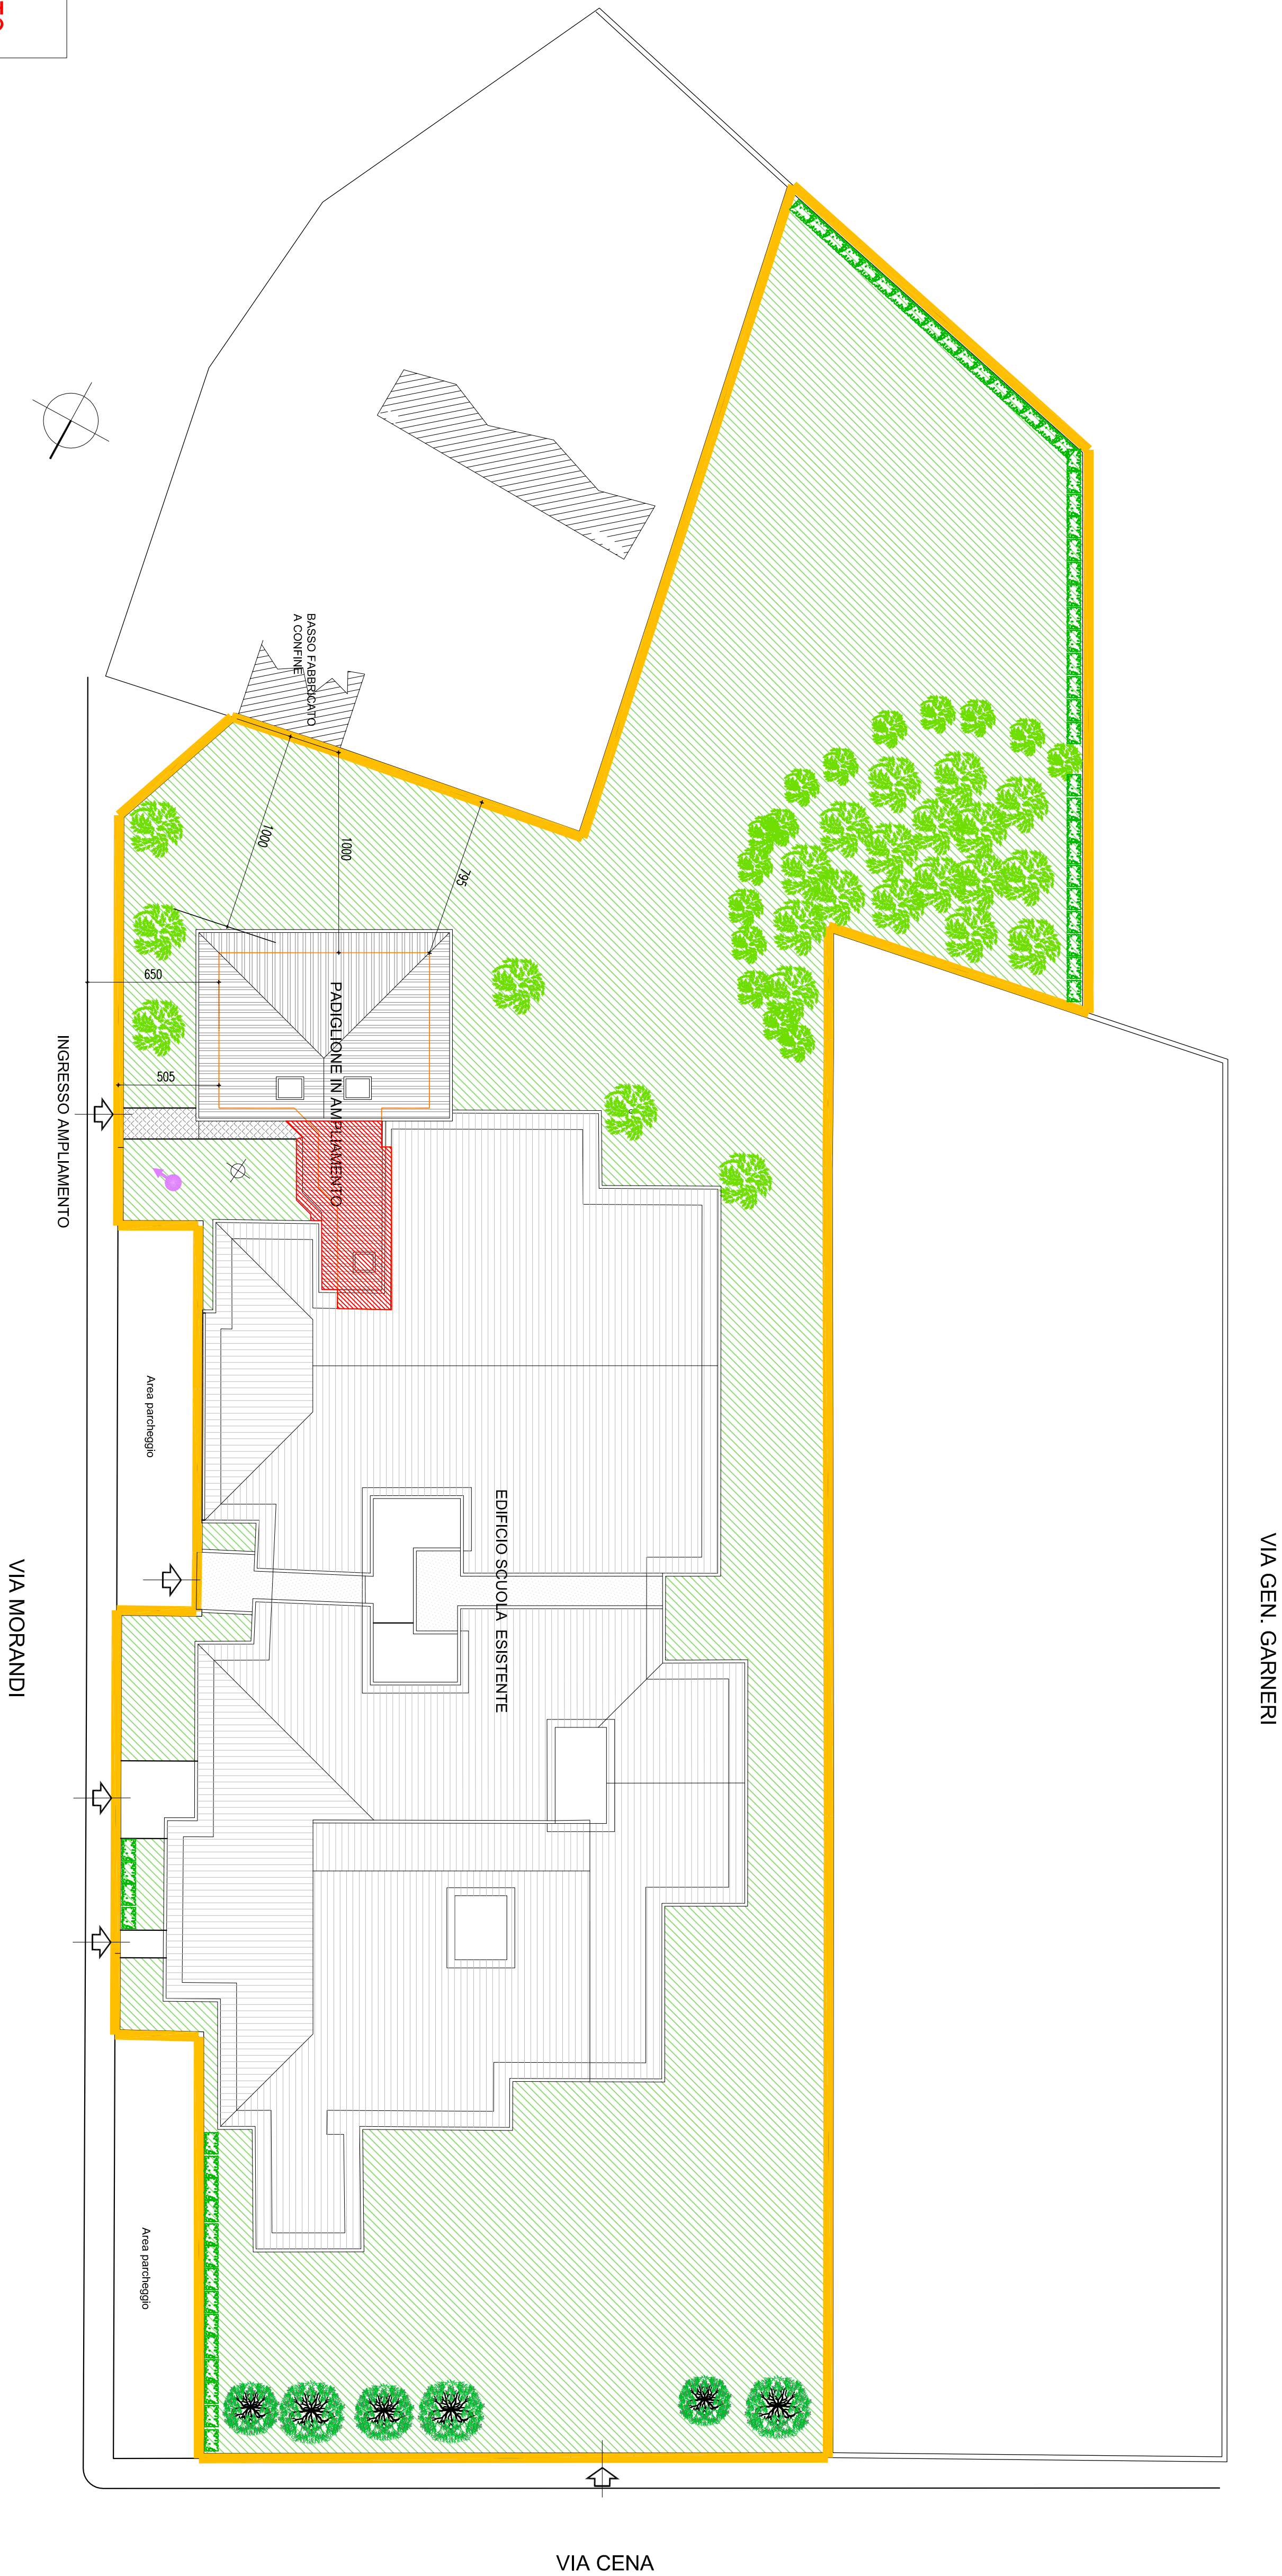 BASSO FABBRICATO
A CONFINE
1000
1000
795
650
505
PADIGLIONE IN AMPLIAMENTO
INGRESSO AMPLIAMENTO
Area parcheggio
EDIFICIO SCUOLA ESISTENTE
VIA MORANDI
VIA GEN. GARNERI
Area parcheggio
VIA CENA